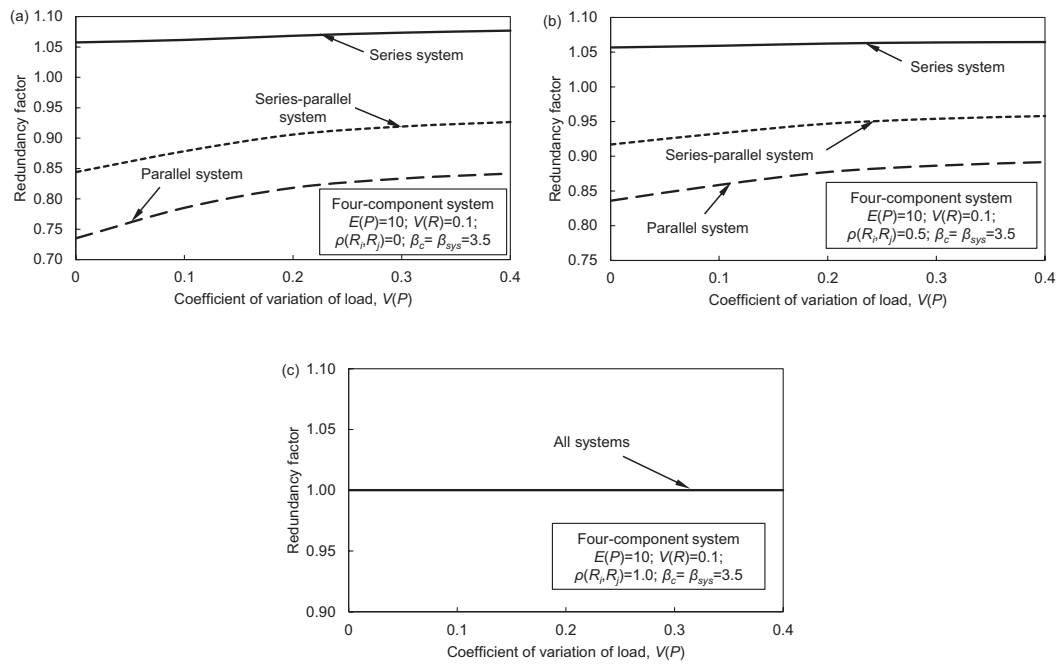 (a)
1.10
1.05
1.00
0.95
0.90
0.85
0.80
0.75
0.70
0
0.1
0.2
0.3
0.4
Redundancy factor
Coefficient of variation of load, V(P)
Series system
Series-parallel
system
Parallel system
Four-component system
E(P)=10; V(R)=0.1;
ρ(Ri,Rj)=0; βc= βsys=3.5
(b)
1.10
1.05
1.00
0.95
0.90
0.85
0.80
0.75
0
0.1
0.2
0.3
0.4
Redundancy factor
Coefficient of variation of load, V(P)
Series system
Series-parallel system
Parallel system
Four-component system
E(P)=10; V(R)=0.1;
ρ(Ri,Rj)=0.5; βc= βsys=3.5
(c)
1.10
1.05
1.00
0.95
0.90
0
0.1
0.2
0.3
0.4
Redundancy factor
Coefficient of variation of load, V(P)
All systems
Four-component system
E(P)=10; V(R)=0.1;
ρ(Ri,Rj)=1.0; βc= βsys=3.5